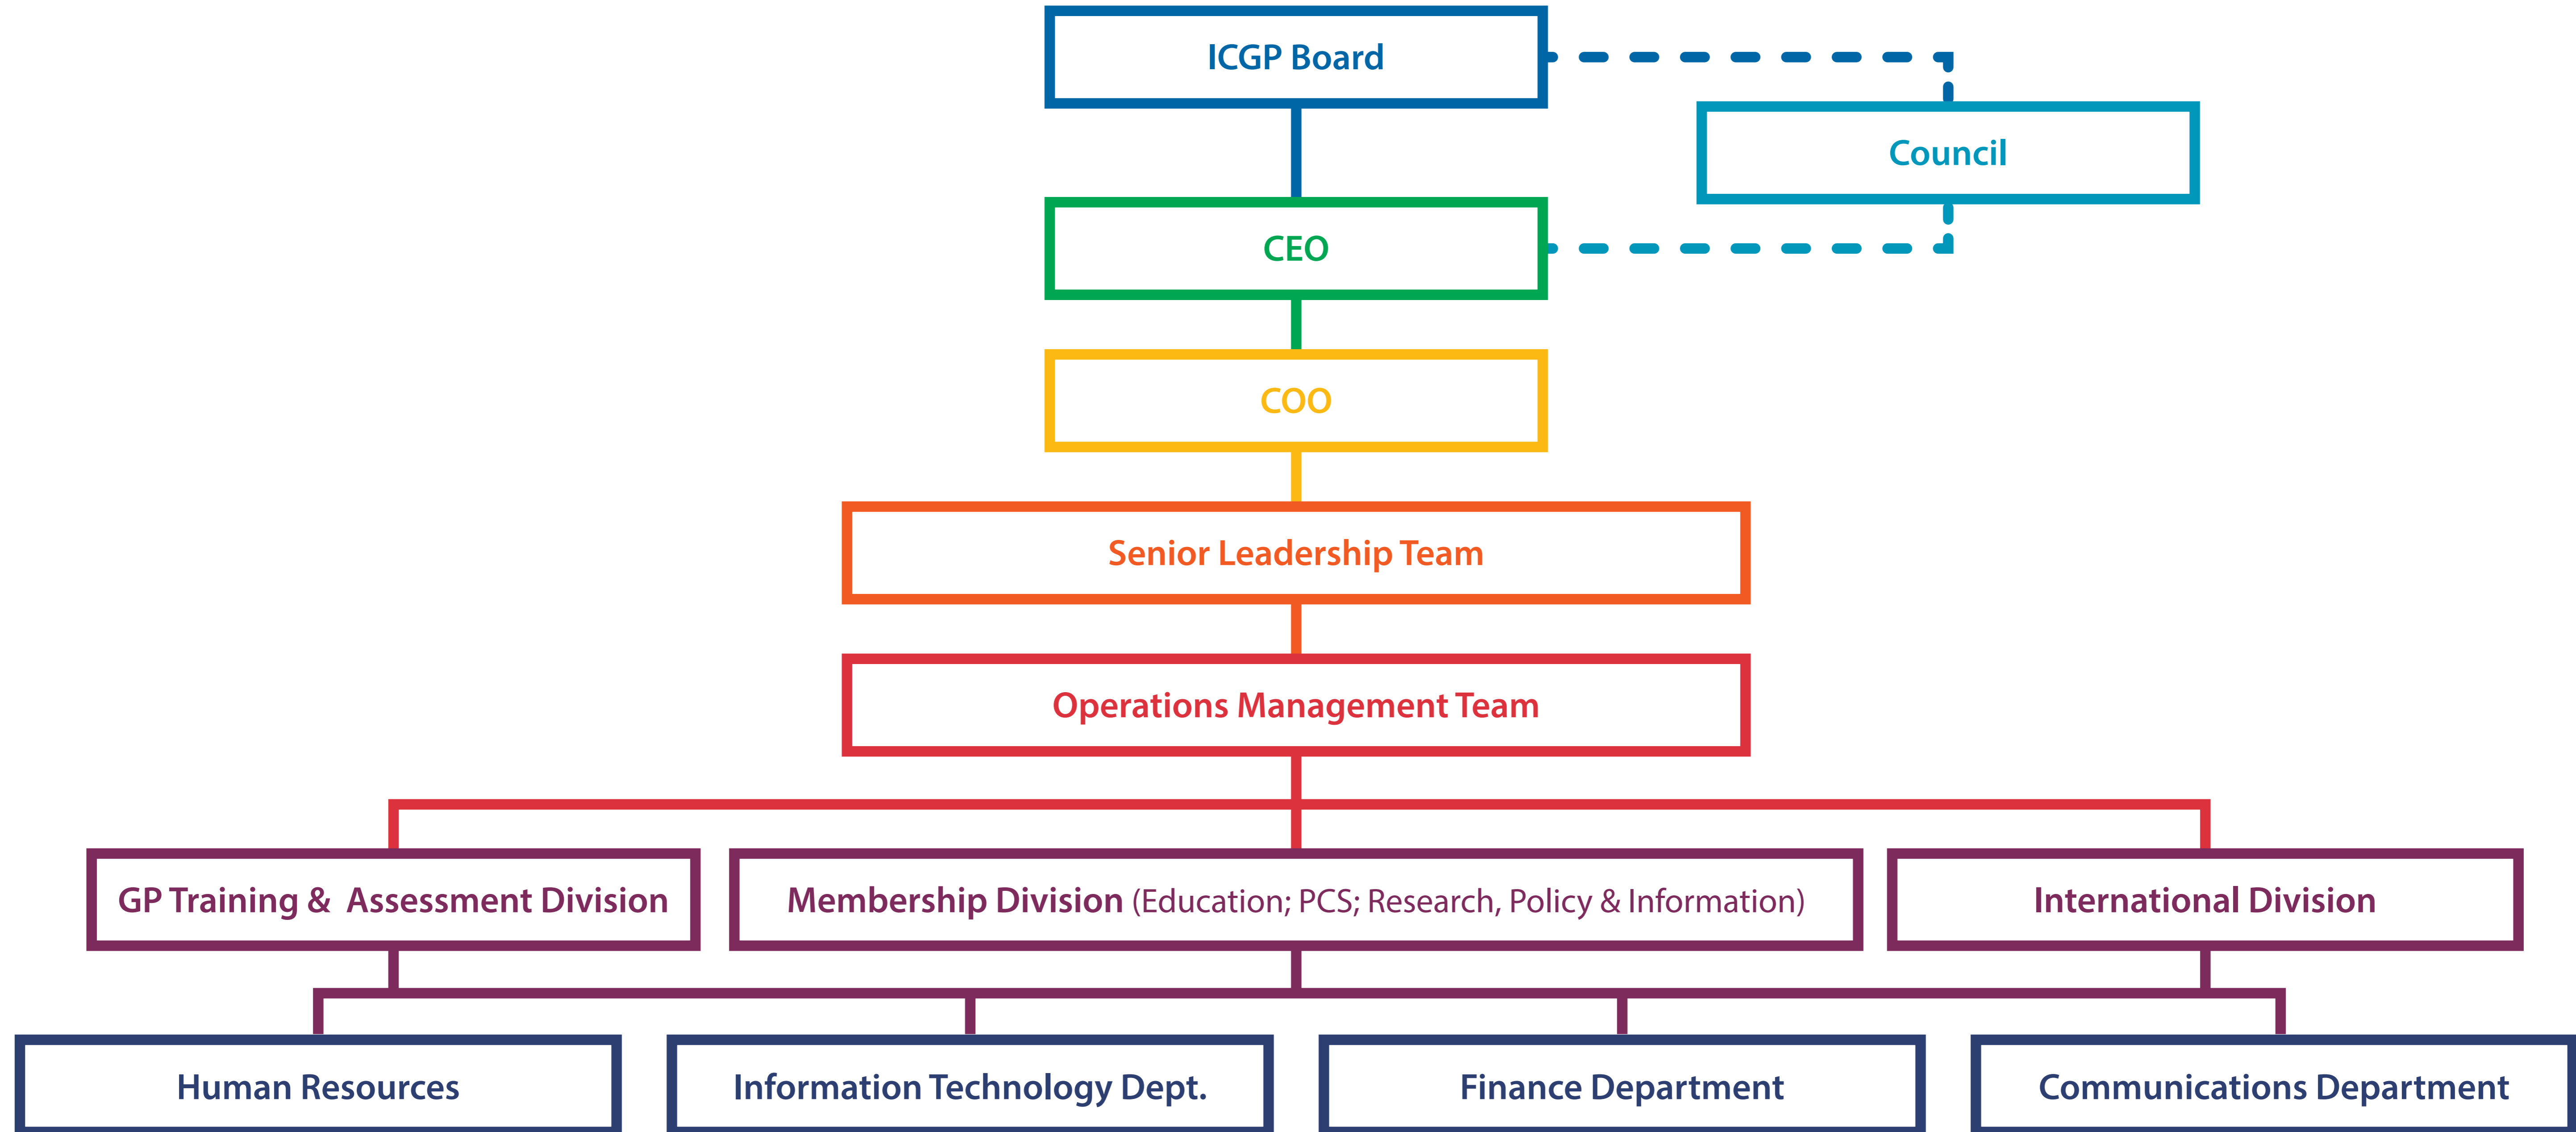 ICGP Board
Council
CEO
COO
Senior Leadership Team
Operations Management Team
GP Training & Assessment Division
Membership Division (Education; PCS; Research, Policy & Information)
International Division
Human Resources
Information Technology Dept.
Finance Department
Communications Department